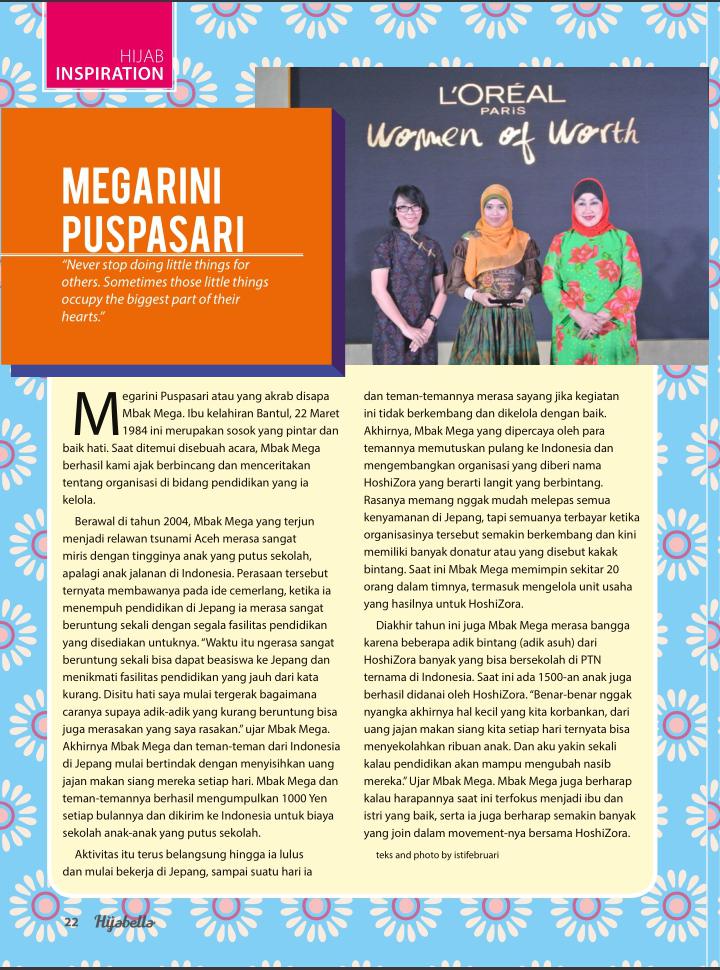 HIJAB
INSPIRATION
L'ORÉAL
PARIS
Women of Worth
MEGARINI
PUSPASARI
“Never stop doing little things for
others. Sometimes those little things
occupy the biggest part of their
hearts.”
Megarini Puspasari atau yang akrab disapa
Mbak Mega. Ibu kelahiran Bantul, 22 Maret
1984 ini merupakan sosok yang pintar dan
baik hati. Saat ditemui disebuah acara, Mbak Mega
berhasil kami ajak berbincang dan menceritakan
tentang organisasi di bidang pendidikan yang ia
kelola.
Berawal di tahun 2004, Mbak Mega yang terjun
menjadi relawan tsunami Aceh merasa sangat
miris dengan tingginya anak yang putus sekolah,
apalagi anak jalanan di Indonesia. Perasaan tersebut
ternyata membawanya pada ide cemerlang, ketika ia
menempuh pendidikan di Jepang ia merasa sangat
beruntung sekali dengan segala fasilitas pendidikan
yang disediakan untuknya. “Waktu itu ngerasa sangat
beruntung sekali bisa dapat beasiswa ke Jepang dan
menikmati fasilitas pendidikan yang jauh dari kata
kurang. Disitu hati saya mulai tergerak bagaimana
caranya supaya adik-adik yang kurang beruntung bisa
juga merasakan yang saya rasakan.” ujar Mbak Mega.
Akhirnya Mbak Mega dan teman-teman dari Indonesia
di Jepang mulai bertindak dengan menyisihkan uang
jajan makan siang mereka setiap hari. Mbak Mega dan
teman-temannya berhasil mengumpulkan 1000 Yen
setiap bulannya dan dikirim ke Indonesia untuk biaya
sekolah anak-anak yang putus sekolah.
Aktivitas itu terus belangsung hingga ia lulus
dan mulai bekerja di Jepang, sampai suatu hari ia
dan teman-temannya merasa sayang jika kegiatan
ini tidak berkembang dan dikelola dengan baik.
Akhirnya, Mbak Mega yang dipercaya oleh para
temannya memutuskan pulang ke Indonesia dan
mengembangkan organisasi yang diberi nama
HoshiZora yang berarti langit yang berbintang.
Rasanya memang nggak mudah melepas semua
kenyamanan di Jepang, tapi semuanya terbayar ketika
organisasinya tersebut semakin berkembang dan kini
memiliki banyak donatur atau yang disebut kakak
bintang. Saat ini Mbak Mega memimpin sekitar 20
orang dalam timnya, termasuk mengelola unit usaha
yang hasilnya untuk HoshiZora.
Diakhir tahun ini juga Mbak Mega merasa bangga
karena beberapa adik bintang (adik asuh) dari
HoshiZora banyak yang bisa bersekolah di PTN
ternama di Indonesia. Saat ini ada 1500-an anak juga
berhasil didanai oleh HoshiZora. “Benar-benar nggak
nyangka akhirnya hal kecil yang kita korbankan, dari
uang jajan makan siang kita setiap hari ternyata bisa
menyekolahkan ribuan anak. Dan aku yakin sekali
kalau pendidikan akan mampu mengubah nasib
mereka.” Ujar Mbak Mega. Mbak Mega juga berharap
kalau harapannya saat ini terfokus menjadi ibu dan
istri yang baik, serta ia juga berharap semakin banyak
yang join dalam movement-nya bersama HoshiZora.
teks and photo by istifebruari
22 Hijabella